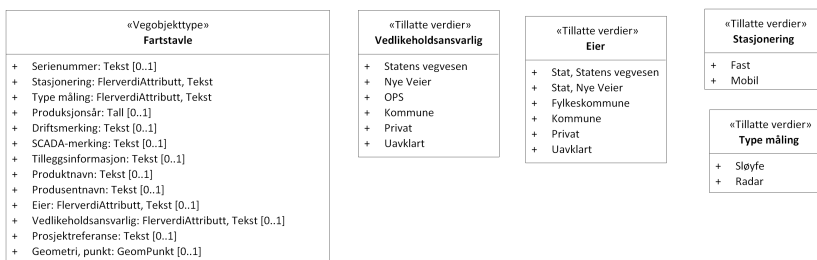 «Vegobjekttype»
Fartstavle
+ Serienummer: Tekst [0..1]
+ Stasjonering: FlerverdiAttributt, Tekst
+ Type måling: FlerverdiAttributt, Tekst
+ Produksjonsår: Tall [0..1]
+ Driftsmerking: Tekst [0..1]
+ SCADA-merking: Tekst [0..1]
+ Tilleggsinformasjon: Tekst [0..1]
+ Produktnavn: Tekst [0..1]
+ Produsentnavn: Tekst [0..1]
+ Eier: FlerverdiAttributt, Tekst [0..1]
+ Vedlikeholdsansvarlig: FlerverdiAttributt, Tekst [0..1]
+ Prosjektreferanse: Tekst [0..1]
+ Geometri, punkt: GeomPunkt [0..1]
«Tillatte verdier»
Vedlikeholdsansvarlig
+ Statens vegvesen
+ Nye Veier
+ OPS
+ Kommune
+ Privat
+ Uavklart
«Tillatte verdier»
Eier
+ Stat, Statens vegvesen
+ Stat, Nye Veier
+ Fylkeskommune
+ Kommune
+ Privat
+ Uavklart
«Tillatte verdier»
Stasjonering
+ Fast
+ Mobil
«Tillatte verdier»
Type måling
+ Sløyfe
+ Radar